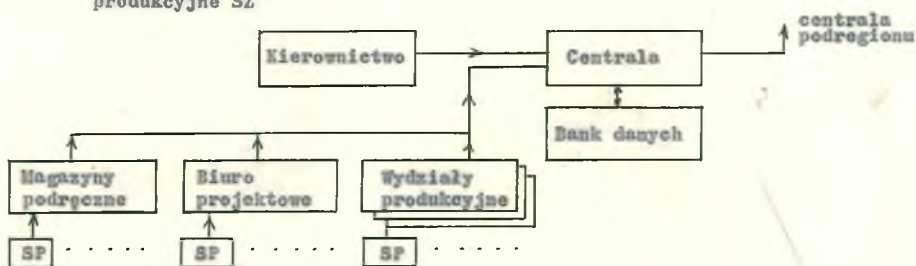 produkcyjne SZ
centrala
podregionu
Kierownictwo
Centrala
Bank danych
Magazyny
podręczne
Biuro
projektowe
Wydziały
produkcyjne
SP . . . . .
SP . . . . .
SP . . . . .